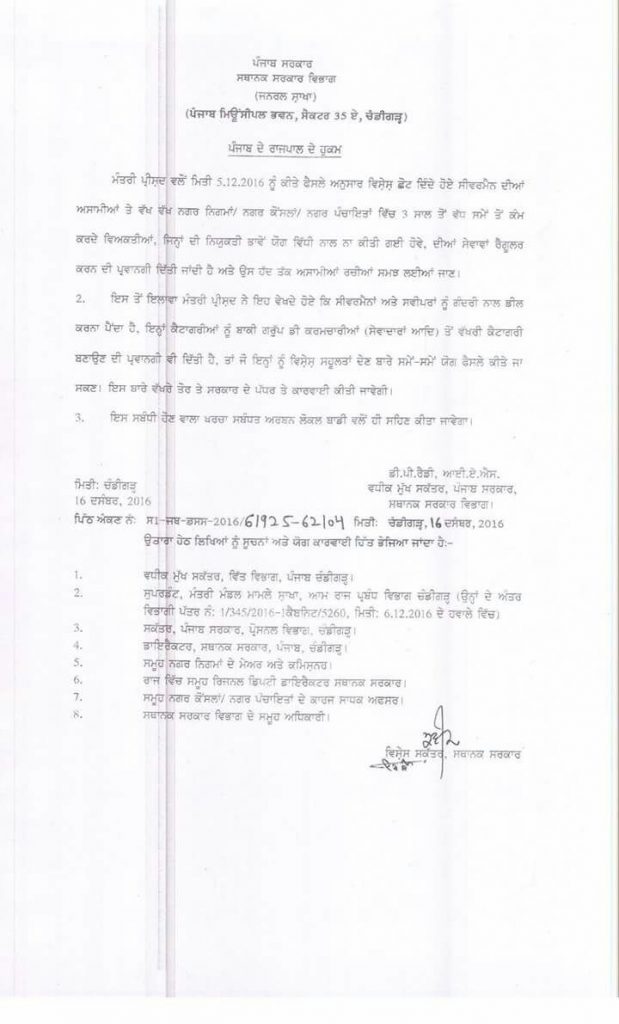 ਪੰਜਾਬ ਸਰਕਾਰ
ਸਥਾਨਕ ਸਰਕਾਰ ਵਿਭਾਗ
(ਜਨਰਲ ਸ਼ਾਖਾ)
(ਪੰਜਾਬ ਮਿਊਂਸੀਪਲ ਭਵਨ, ਸੈਕਟਰ 35 ਏ, ਚੰਡੀਗੜ੍ਹ)
ਪੰਜਾਬ ਦੇ ਰਾਜਪਾਲ ਦੇ ਹੁਕਮ
ਮੰਤਰੀ ਪ੍ਰੀਸ਼ਦ ਵਲੋਂ ਮਿਤੀ 5.12.2016 ਨੂੰ ਕੀਤੇ ਫੈਸਲੇ ਅਨੁਸਾਰ ਵਿਸ਼ੇਸ਼ ਛੋਟ ਦਿੰਦੇ ਹੋਏ ਸੀਵਰਮੈਨ ਦੀਆਂ
ਅਸਾਮੀਆਂ ਤੇ ਵੱਖ ਵੱਖ ਨਗਰ ਨਿਗਮਾਂ/ ਨਗਰ ਕੌਂਸਲਾਂ/ ਨਗਰ ਪੰਚਾਇਤਾਂ ਵਿੱਚ 3 ਸਾਲ ਤੋਂ ਵੱਧ ਸਮੇਂ ਤੋਂ ਕੰਮ
ਕਰਦੇ ਵਿਅਕਤੀਆਂ, ਜਿਨ੍ਹਾਂ ਦੀ ਨਿਯੁਕਤੀ ਭਾਵੇਂ ਯੋਗ ਵਿੱਧੀ ਨਾਲ ਨਾ ਕੀਤੀ ਗਈ ਹੋਵੇ, ਦੀਆਂ ਸੇਵਾਵਾਂ ਰੈਗੂਲਰ
ਕਰਨ ਦੀ ਪ੍ਰਵਾਨਗੀ ਦਿੱਤੀ ਜਾਂਦੀ ਹੈ ਅਤੇ ਉਸ ਹੱਦ ਤੱਕ ਅਸਾਮੀਆਂ ਰਚੀਆਂ ਸਮਝ ਲਈਆਂ ਜਾਣ।
2. ਇਸ ਤੋਂ ਇਲਾਵਾ ਮੰਤਰੀ ਪ੍ਰੀਸ਼ਦ ਨੇ ਇਹ ਵੇਖਦੇ ਹੋਏ ਕਿ ਸੀਵਰਮੈਨਾਂ ਅਤੇ ਸਵੀਪਰਾਂ ਨੂੰ ਗੰਦਗੀ ਨਾਲ ਡੀਲ
ਕਰਨਾ ਪੈਂਦਾ ਹੈ, ਇਨ੍ਹਾਂ ਕੈਟਾਗਰੀਆਂ ਨੂੰ ਬਾਕੀ ਗਰੁੱਪ ਡੀ ਕਰਮਚਾਰੀਆਂ (ਸੇਵਾਦਾਰਾਂ ਆਦਿ) ਤੋਂ ਵੱਖਰੀ ਕੈਟਾਗਰੀ
ਬਣਾਉਣ ਦੀ ਪ੍ਰਵਾਨਗੀ ਵੀ ਦਿੱਤੀ ਹੈ, ਤਾਂ ਜੋ ਇਨ੍ਹਾਂ ਨੂੰ ਵਿਸ਼ੇਸ਼ ਸਹੂਲਤਾਂ ਦੇਣ ਬਾਰੇ ਸਮੇਂ-ਸਮੇਂ ਯੋਗ ਫੈਸਲੇ ਕੀਤੇ ਜਾ
ਸਕਣ। ਇਸ ਬਾਰੇ ਵੱਖਰੇ ਤੌਰ ਤੇ ਸਰਕਾਰ ਦੇ ਪੱਧਰ ਤੇ ਕਾਰਵਾਈ ਕੀਤੀ ਜਾਵੇਗੀ।
3. ਇਸ ਸਬੰਧੀ ਹੋਣ ਵਾਲਾ ਖਰਚਾ ਸਬੰਧਤ ਅਰਬਨ ਲੋਕਲ ਬਾਡੀ ਵਲੋਂ ਹੀ ਸਹਿਣ ਕੀਤਾ ਜਾਵੇਗਾ।
ਡੀ.ਪੀ.ਰੈਡੀ, ਆਈ.ਏ.ਐਸ.
ਮਿਤੀ: ਚੰਡੀਗੜ੍ਹ ਵਧੀਕ ਮੁੱਖ ਸਕੱਤਰ, ਪੰਜਾਬ ਸਰਕਾਰ,
16 ਦਸੰਬਰ, 2016 ਸਥਾਨਕ ਸਰਕਾਰ ਵਿਭਾਗ।
ਪਿੱਠ ਅੰਕਣ ਨੰ: ਸ1-ਜਬ-ਡਸਸ-2016/61925-62104 ਮਿਤੀ: ਚੰਡੀਗੜ੍ਹ, 16 ਦਸੰਬਰ, 2016
ਉਤਾਰਾ ਹੇਠ ਲਿਖਿਆਂ ਨੂੰ ਸੂਚਨਾਂ ਅਤੇ ਯੋਗ ਕਾਰਵਾਈ ਹਿੱਤ ਭੇਜਿਆ ਜਾਂਦਾ ਹੈ:-
1. ਵਧੀਕ ਮੁੱਖ ਸਕੱਤਰ, ਵਿੱਤ ਵਿਭਾਗ, ਪੰਜਾਬ ਚੰਡੀਗੜ੍ਹ।
2. ਸੁਪਰਡੰਟ, ਮੰਤਰੀ ਮੰਡਲ ਮਾਮਲੇ ਸ਼ਾਖਾ, ਆਮ ਰਾਜ ਪ੍ਰਬੰਧ ਵਿਭਾਗ ਚੰਡੀਗੜ੍ਹ (ਉਨ੍ਹਾਂ ਦੇ ਅੰਤਰ
ਵਿਭਾਗੀ ਪੱਤਰ ਨੰ: 1/345/2016-1ਕੈਬਨਿਟ/5260, ਮਿਤੀ: 6.12.2016 ਦੇ ਹਵਾਲੇ ਵਿੱਚ)
3. ਸਕੱਤਰ, ਪੰਜਾਬ ਸਰਕਾਰ, ਪ੍ਰਸੋਨਲ ਵਿਭਾਗ, ਚੰਡੀਗੜ੍ਹ।
4. ਡਾਇਰੈਕਟਰ, ਸਥਾਨਕ ਸਰਕਾਰ, ਪੰਜਾਬ, ਚੰਡੀਗੜ੍ਹ।
5. ਸਮੂਹ ਨਗਰ ਨਿਗਮਾਂ ਦੇ ਮੇਅਰ ਅਤੇ ਕਮਿਸ਼ਨਰ।
6. ਰਾਜ ਵਿੱਚ ਸਮੂਹ ਰਿਜਨਲ ਡਿਪਟੀ ਡਾਇਰੈਕਟਰ ਸਥਾਨਕ ਸਰਕਾਰ।
7. ਸਮੂਹ ਨਗਰ ਕੌਂਸਲਾਂ/ ਨਗਰ ਪੰਚਾਇਤਾਂ ਦੇ ਕਾਰਜ ਸਾਧਕ ਅਫਸਰ।
8. ਸਥਾਨਕ ਸਰਕਾਰ ਵਿਭਾਗ ਦੇ ਸਮੂਹ ਅਧਿਕਾਰੀ।
ਵਿਸ਼ੇਸ਼ ਸਕੱਤਰ, ਸਥਾਨਕ ਸਰਕਾਰ